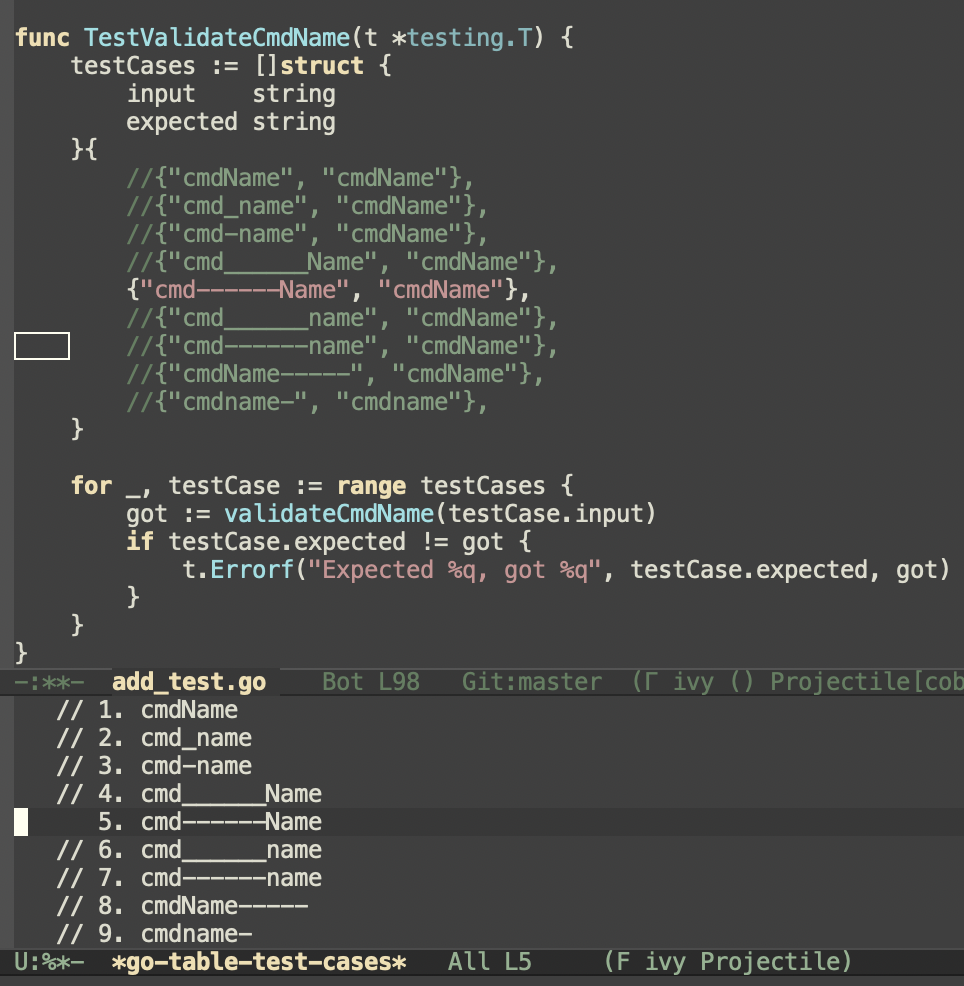 func TestValidateCmdName(t *testing.T) {
    testCases := []struct {
        input    string
        expected string
    }{
        //{"cmdName", "cmdName"},
        //{"cmd_name", "cmdName"},
        //{"cmd-name", "cmdName"},
        //{"cmd______Name", "cmdName"},
        {"cmd------Name", "cmdName"},
        //{"cmd______name", "cmdName"},
        //{"cmd------name", "cmdName"},
        //{"cmdName-----", "cmdName"},
        //{"cmdname-", "cmdname"},
    }

    for _, testCase := range testCases {
        got := validateCmdName(testCase.input)
        if testCase.expected != got {
            t.Errorf("Expected %q, got %q", testCase.expected, got)
        }
    }
}
-:**-  add_test.go    Bot L98   Git:master  (Γ ivy () Projectile[cob
   // 1. cmdName
   // 2. cmd_name
   // 3. cmd-name
   // 4. cmd______Name
      5. cmd------Name
   // 6. cmd______name
   // 7. cmd------name
   // 8. cmdName-----
   // 9. cmdname-
U:%*-  *go-table-test-cases*   All L5     (F ivy Projectile)